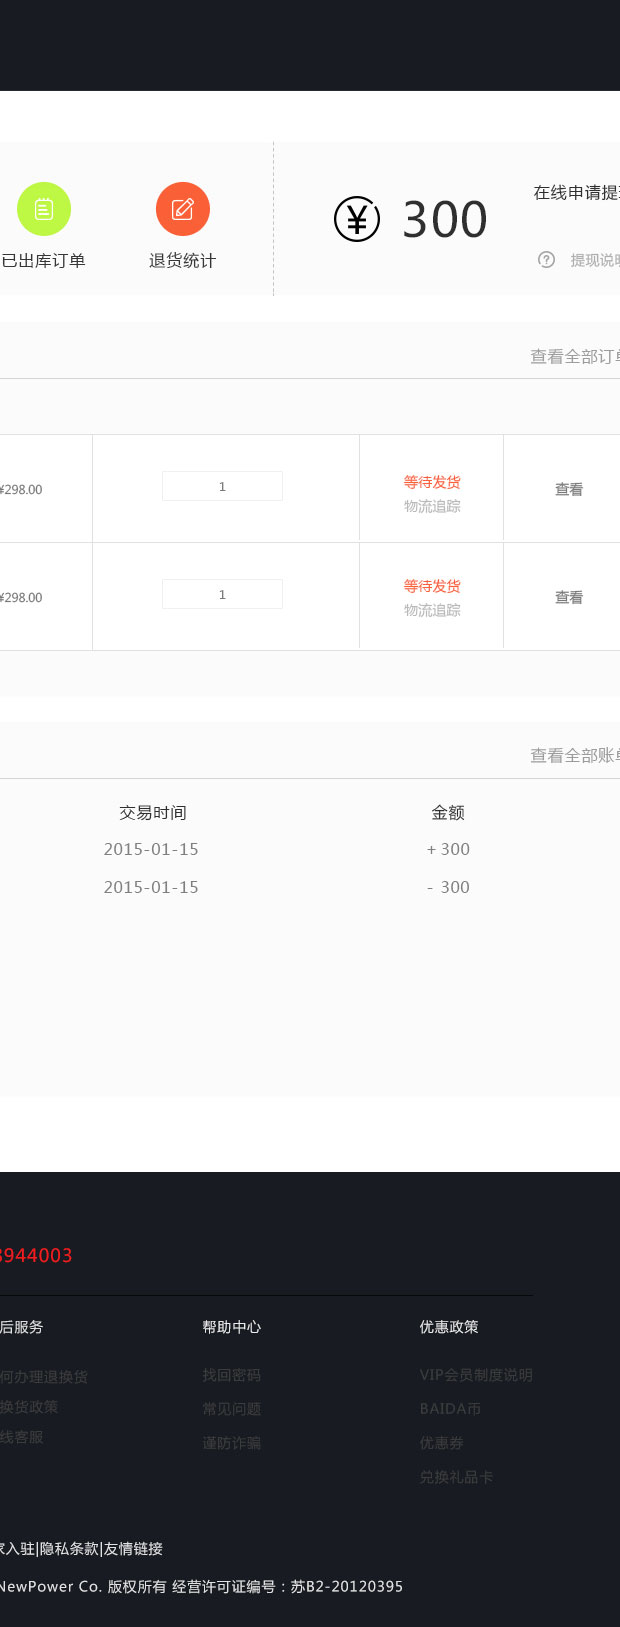 已出库订单
退货统计
¥ 300
在线申请提
提现说
查看全部订
¥298.00
1
等待发货
物流追踪
查看
¥298.00
1
等待发货
物流追踪
查看
查看全部账
交易时间 金额
2015-01-15 +300
2015-01-15 - 300
944003
后服务
何办理退换货
换货政策
线客服
帮助中心
找回密码
常见问题
谨防诈骗
优惠政策
VIP会员制度说明
BAIDA币
优惠券
兑换礼品卡
入驻|隐私条款|友情链接
NewPower Co. 版权所有 经营许可证编号：苏B2-20120395